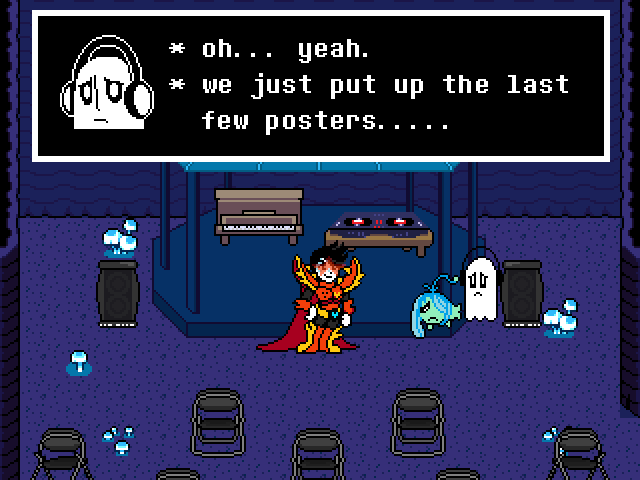 * oh... yeah.
* we just put up the last
few posters.....